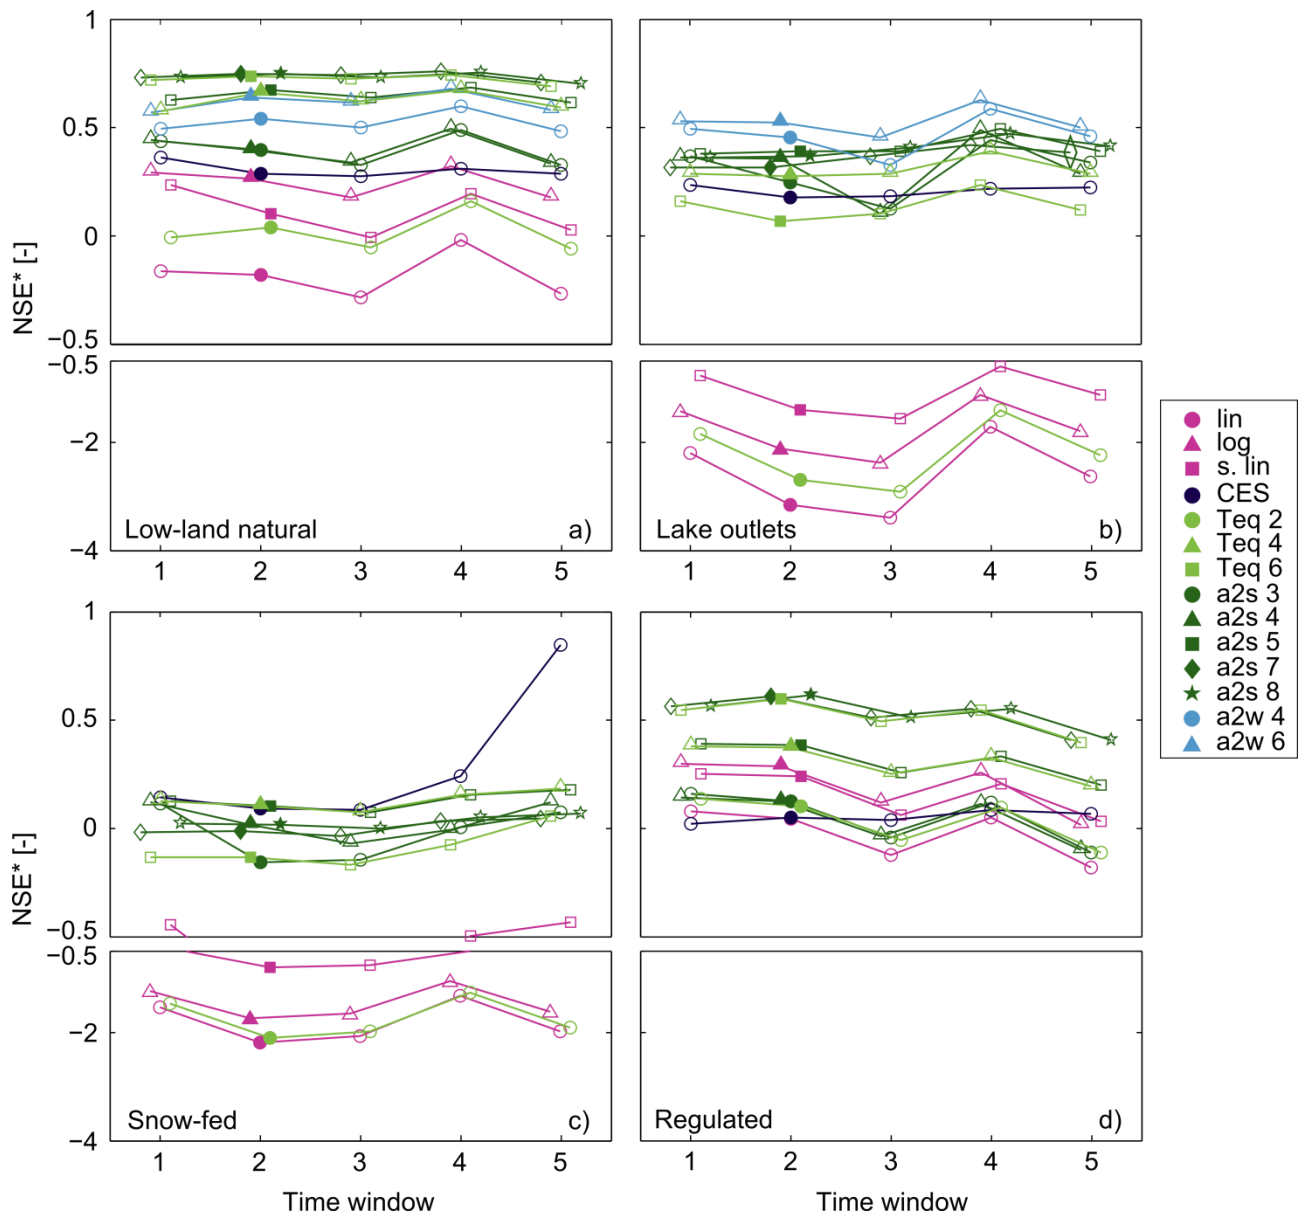 1
0.5
0
−0.5
NSE* [-]
−0.5
−2
−4
Low-land natural
a)
1 2 3 4 5
Lake outlets
b)
1 2 3 4 5
lin
log
s. lin
CES
Teq 2
Teq 4
Teq 6
a2s 3
a2s 4
a2s 5
a2s 7
a2s 8
a2w 4
a2w 6
1
0.5
0
−0.5
NSE* [-]
−0.5
−2
−4
Snow-fed
c)
1 2 3 4 5
Time window
Regulated
d)
1 2 3 4 5
Time window